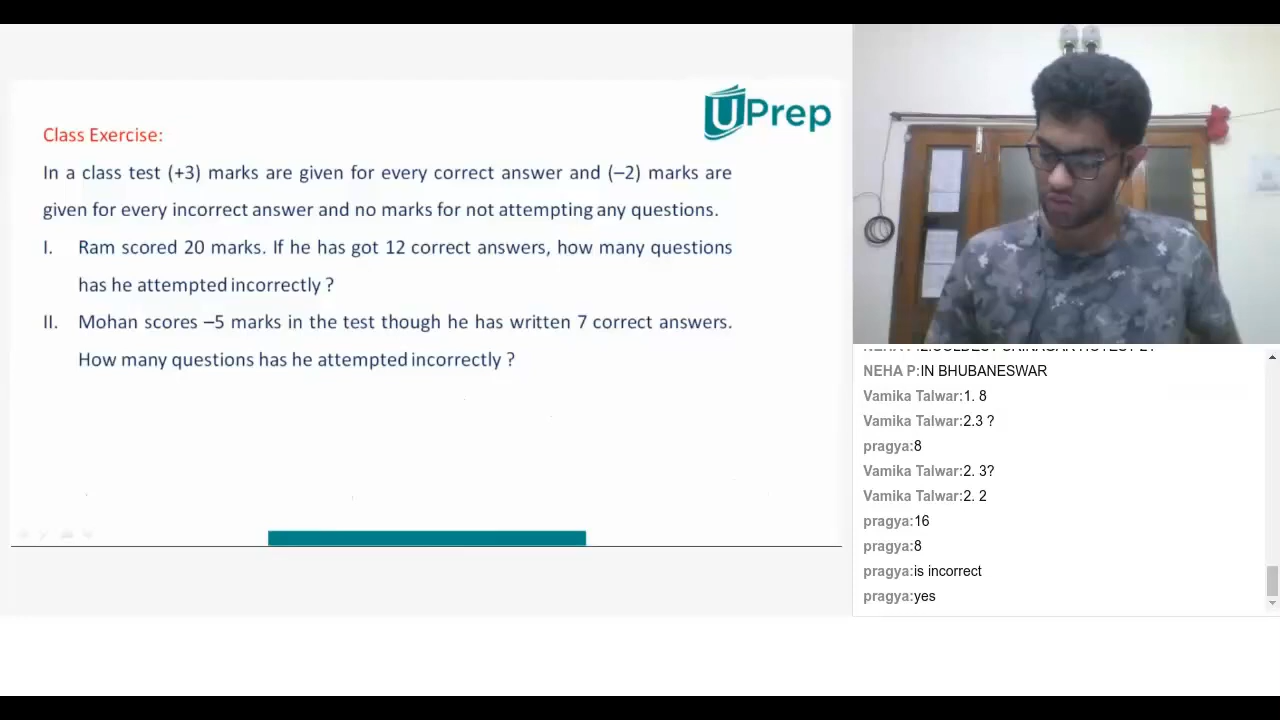 UPrep
Class Exercise:
In a class test (+3) marks are given for every correct answer and (–2) marks are
given for every incorrect answer and no marks for not attempting any questions.
I. Ram scored 20 marks. If he has got 12 correct answers, how many questions
has he attempted incorrectly ?
II. Mohan scores –5 marks in the test though he has written 7 correct answers.
How many questions has he attempted incorrectly ?
NEHA P:IN BHUBANESWAR
Vamika Talwar:1. 8
Vamika Talwar:2.3 ?
pragya:8
Vamika Talwar:2. 3?
Vamika Talwar:2. 2
pragya:16
pragya:8
pragya:is incorrect
pragya:yes